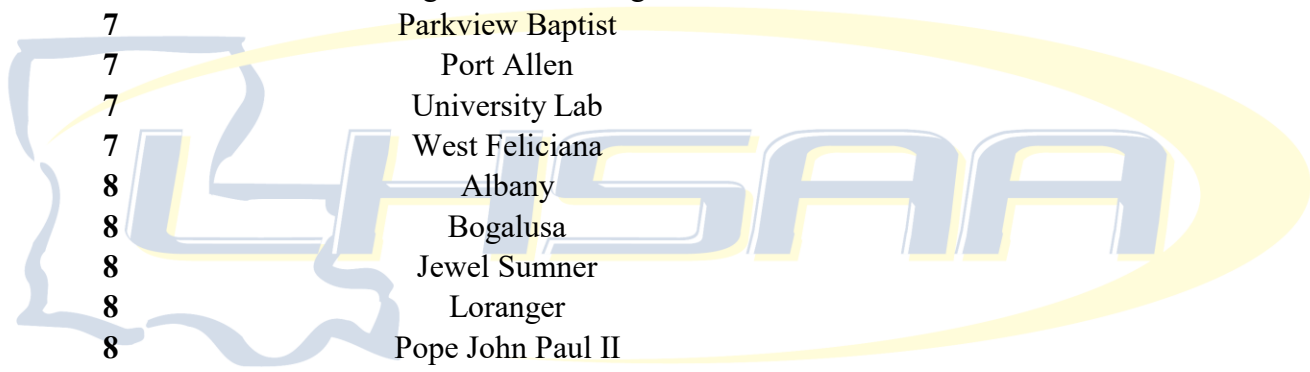 7 Parkview Baptist
7 Port Allen
7 University Lab
7 West Feliciana
8 Albany
8 Bogalusa
8 Jewel Sumner
8 Loranger
8 Pope John Paul II
LHSAA